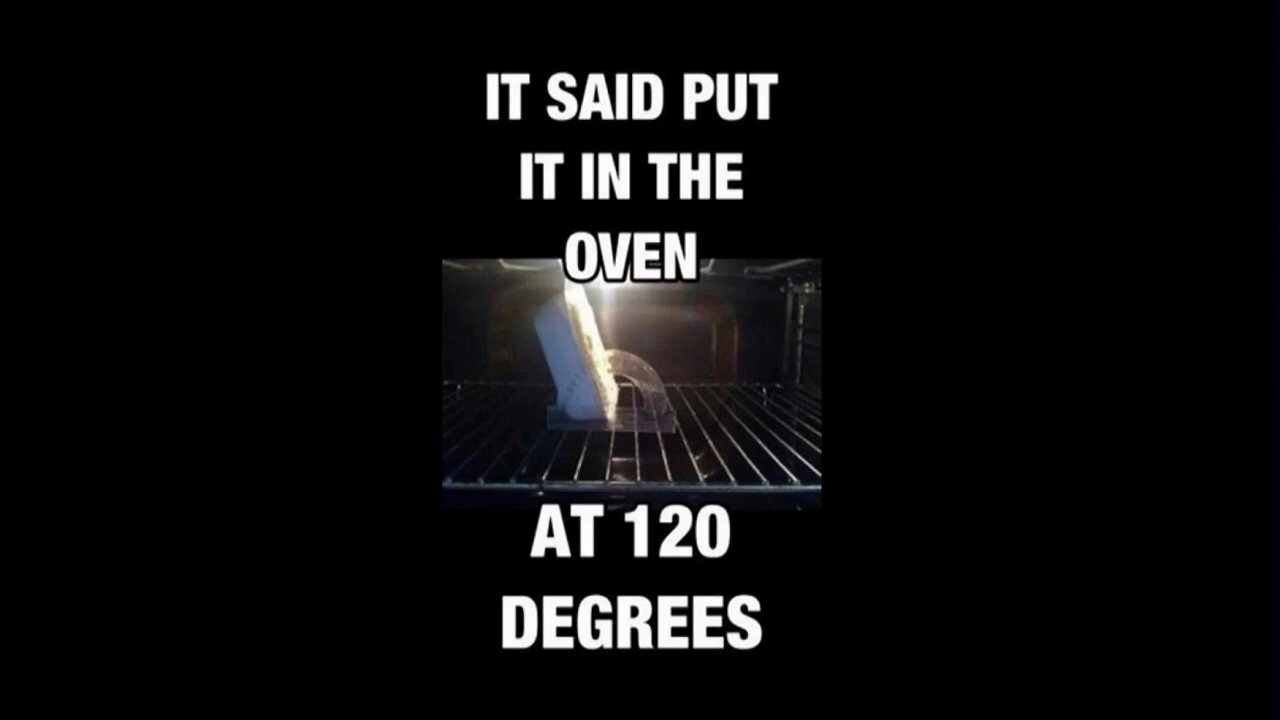 IT SAID PUT
IT IN THE
OVEN
AT 120
DEGREES